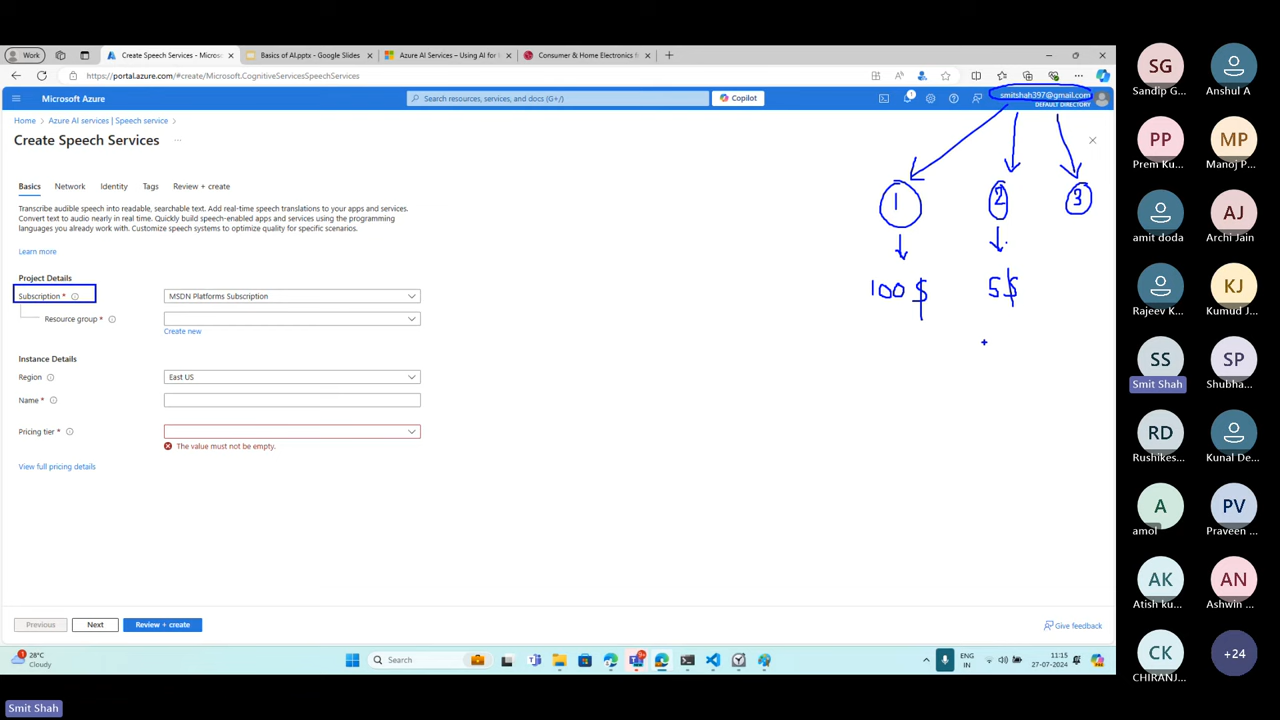 Work
Create Speech Services - Micros
Basics of AI.pptx - Google Slides
Azure AI Services – Using AI for I
Consumer & Home Electronics f
https://portal.azure.com/#create/Microsoft.CognitiveServicesSpeechServices
Microsoft Azure
Search resources, services, and docs (G+/)
Copilot
1
smitshah397@gmail.com
DEFAULT DIRECTORY
Home > Azure AI services | Speech service >
Create Speech Services ...
Basics Network Identity Tags Review + create
Transcribe audible speech into readable, searchable text. Add real-time speech translations to your apps and services.
Convert text to audio nearly in real time. Quickly build speech-enabled apps and services using the programming
languages you already work with. Customize speech systems to optimize quality for specific scenarios.
Learn more
Project Details
Subscription *
MSDN Platforms Subscription
Resource group *
Create new
Instance Details
Region
East US
Name *
Pricing tier *
The value must not be empty.
View full pricing details
Previous
Next
Review + create
Give feedback
1 2 3
100 $ 5 $
28°C
Cloudy
Search
ENG
IN
11:15
27-07-2024
SG
Sandip G...
Anshul A
PP
Prem Ku...
MP
Manoj P...
amit doda
AJ
Archi Jain
Rajeev K...
KJ
Kumud J...
SS
Smit Shah
SP
Shubha...
RD
Rushikes...
Kunal De...
A
amol
PV
Praveen ...
AK
Atish ku...
AN
Ashwin ...
CK
CHIRANJ...
+24
Smit Shah